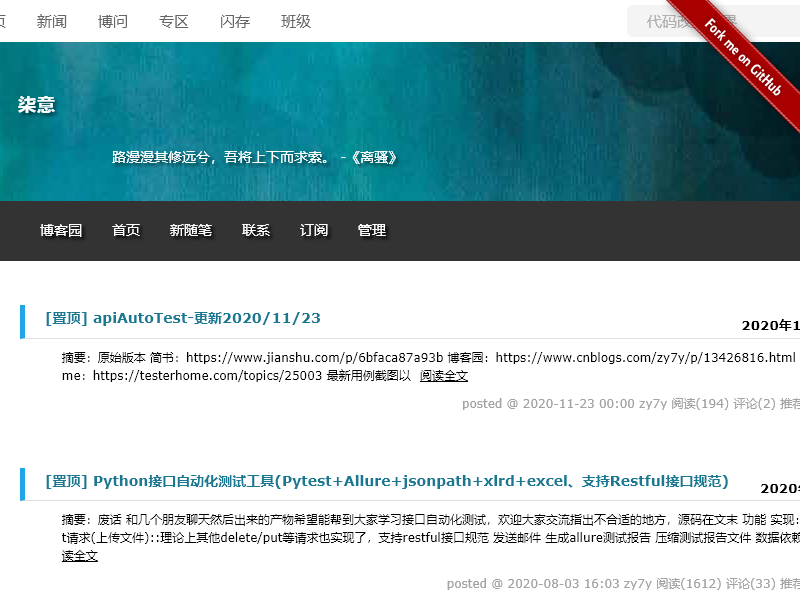 新闻 博问 专区 闪存 班级
代码改
Fork me on GitHub
柒意
路漫漫其修远兮，吾将上下而求索。 -《离骚》
博客园 首页 新随笔 联系 订阅 管理
[置顶] apiAutoTest-更新2020/11/23
2020年1
摘要：原始版本 简书：https://www.jianshu.com/p/6bfaca87a93b 博客园：https://www.cnblogs.com/zy7y/p/13426816.html
me：https://testerhome.com/topics/25003 最新用例截图以 阅读全文
posted @ 2020-11-23 00:00 zy7y 阅读(194) 评论(2) 推荐
[置顶] Python接口自动化测试工具(Pytest+Allure+jsonpath+xlrd+excel、支持Restful接口规范)
2020年
摘要：废话 和几个朋友聊天然后出来的产物希望能帮到大家学习接口自动化测试，欢迎大家交流指出不合适的地方，源码在文末 功能 实现：
t请求(上传文件)::理论上其他delete/put等请求也实现了，支持restful接口规范 发送邮件 生成allure测试报告 压缩测试报告文件 数据依赖
读全文
posted @ 2020-08-03 16:03 zy7y 阅读(1612) 评论(33) 推荐